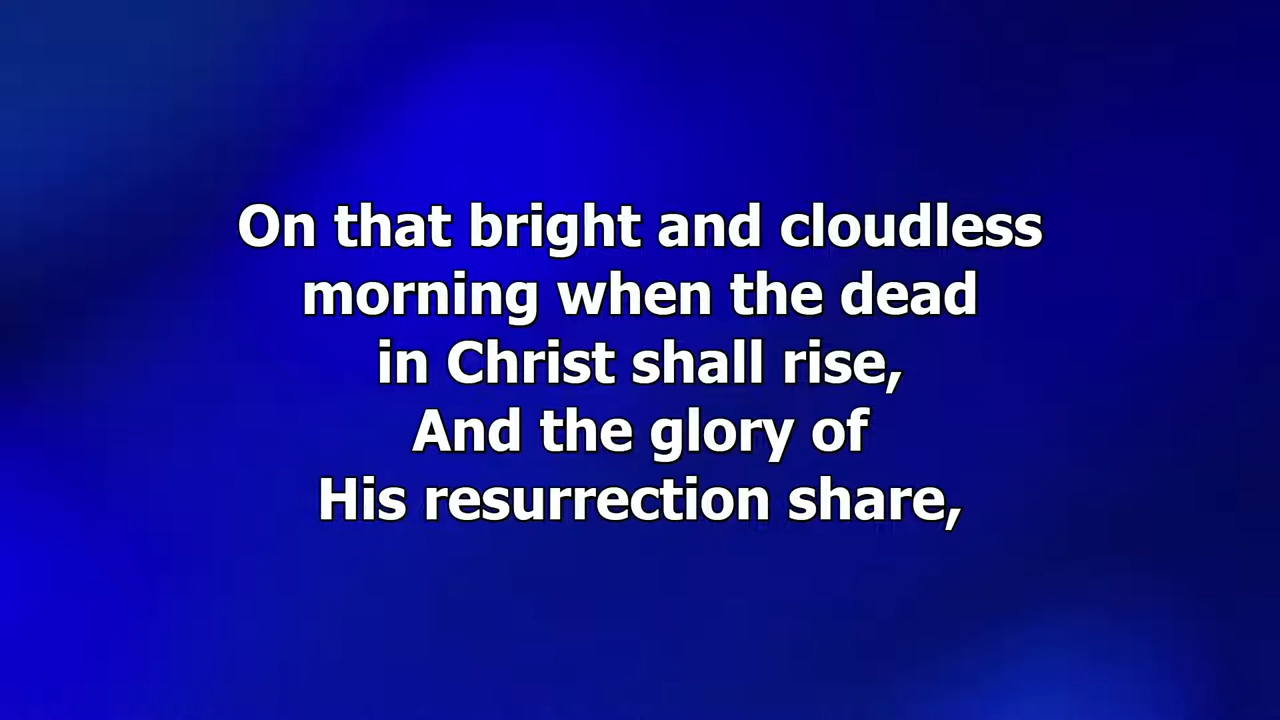 On that bright and cloudless
morning when the dead
in Christ shall rise,
And the glory of
His resurrection share,